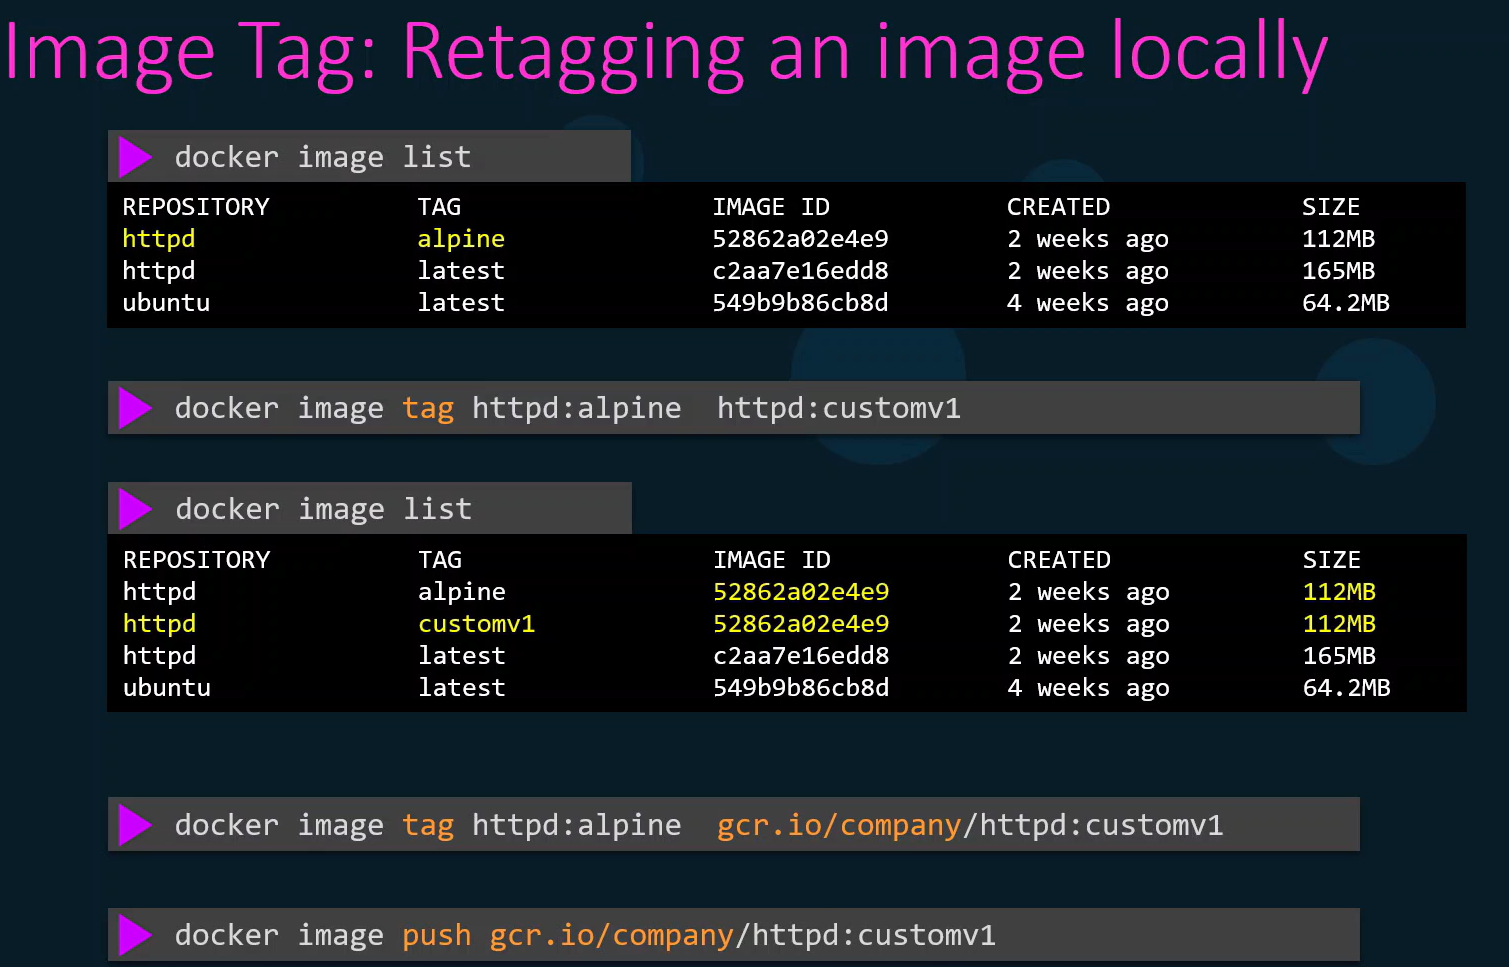 Image Tag: Retagging an image locally
docker image list
REPOSITORY TAG IMAGE ID CREATED SIZE
httpd alpine 52862a02e4e9 2 weeks ago 112MB
httpd latest c2aa7e16edd8 2 weeks ago 165MB
ubuntu latest 549b9b86cb8d 4 weeks ago 64.2MB
docker image tag httpd:alpine httpd:customv1
docker image list
REPOSITORY TAG IMAGE ID CREATED SIZE
httpd alpine 52862a02e4e9 2 weeks ago 112MB
httpd customv1 52862a02e4e9 2 weeks ago 112MB
httpd latest c2aa7e16edd8 2 weeks ago 165MB
ubuntu latest 549b9b86cb8d 4 weeks ago 64.2MB
docker image tag httpd:alpine gcr.io/company/httpd:customv1
docker image push gcr.io/company/httpd:customv1